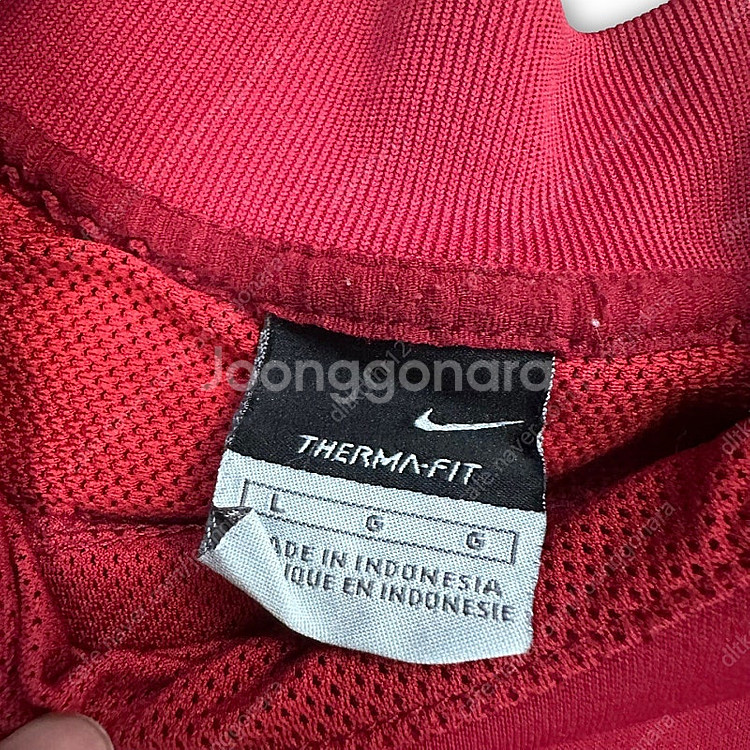 Joonggonara
THERMA-FIT
L G G
ADE IN INDONESIA
IQUE EN INDONESIE